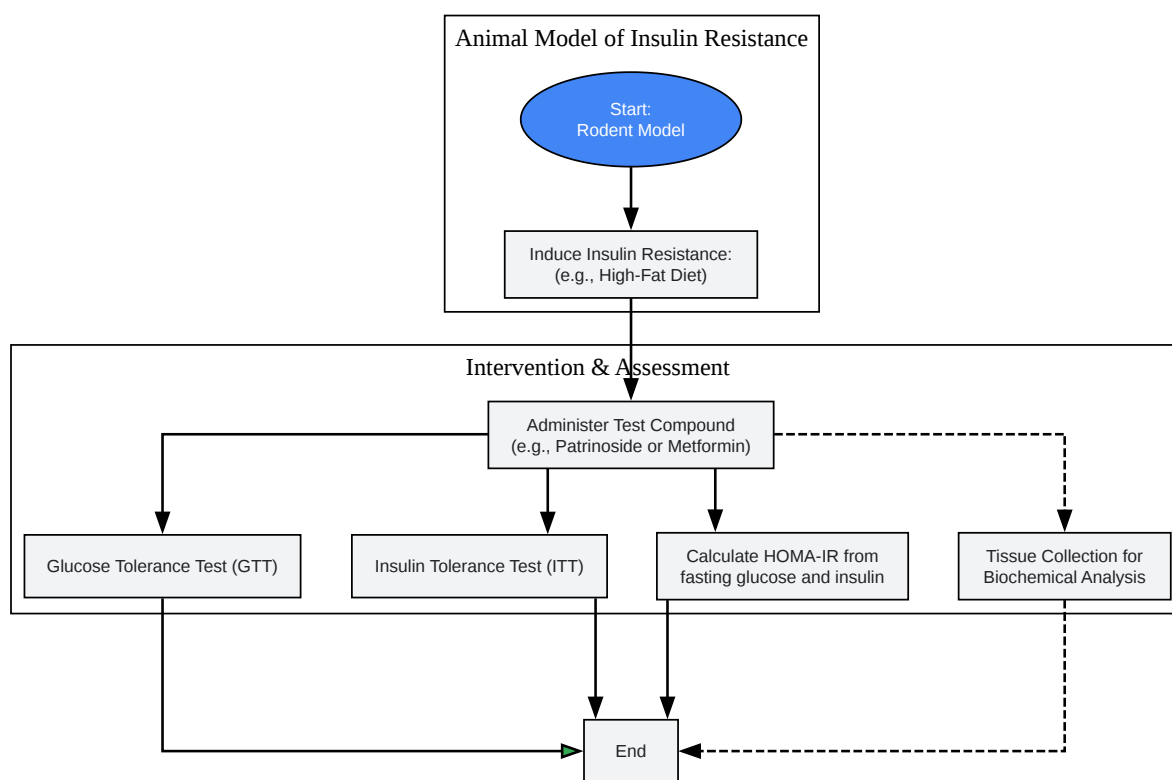 Animal Model of Insulin Resistance
Start:
Rodent Model
Induce Insulin Resistance:
(e.g., High-Fat Diet)
Intervention & Assessment
Administer Test Compound
(e.g., Patrinoside or Metformin)
Glucose Tolerance Test (GTT)
Insulin Tolerance Test (ITT)
Calculate HOMA-IR from
fasting glucose and insulin
Tissue Collection for
Biochemical Analysis
End